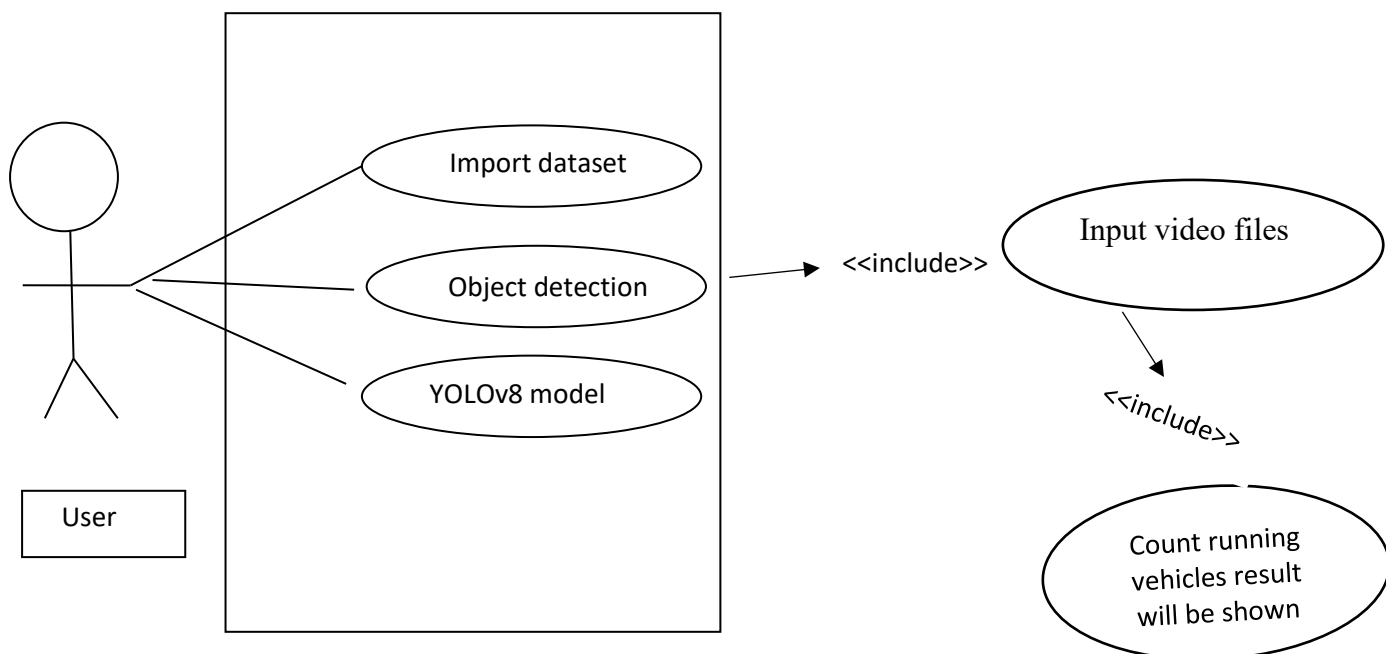 Import dataset
Object detection
YOLOv8 model
User
<<include>>
Input video files
<<include>>
Count running
vehicles result
will be shown